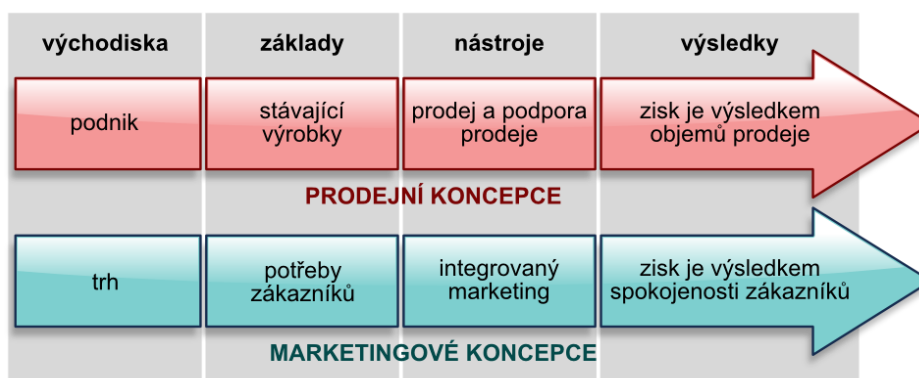 východiska
základy
nástroje
výsledky
podnik
stávající
výrobky
prodej a podpora
prodeje
zisk je výsledkem
objemů prodeje
PRODEJNÍ KONCEPCE
trh
potřeby
zákazníků
integrovaný
marketing
zisk je výsledkem
spokojenosti zákazníků
MARKETINGOVÉ KONCEPCE